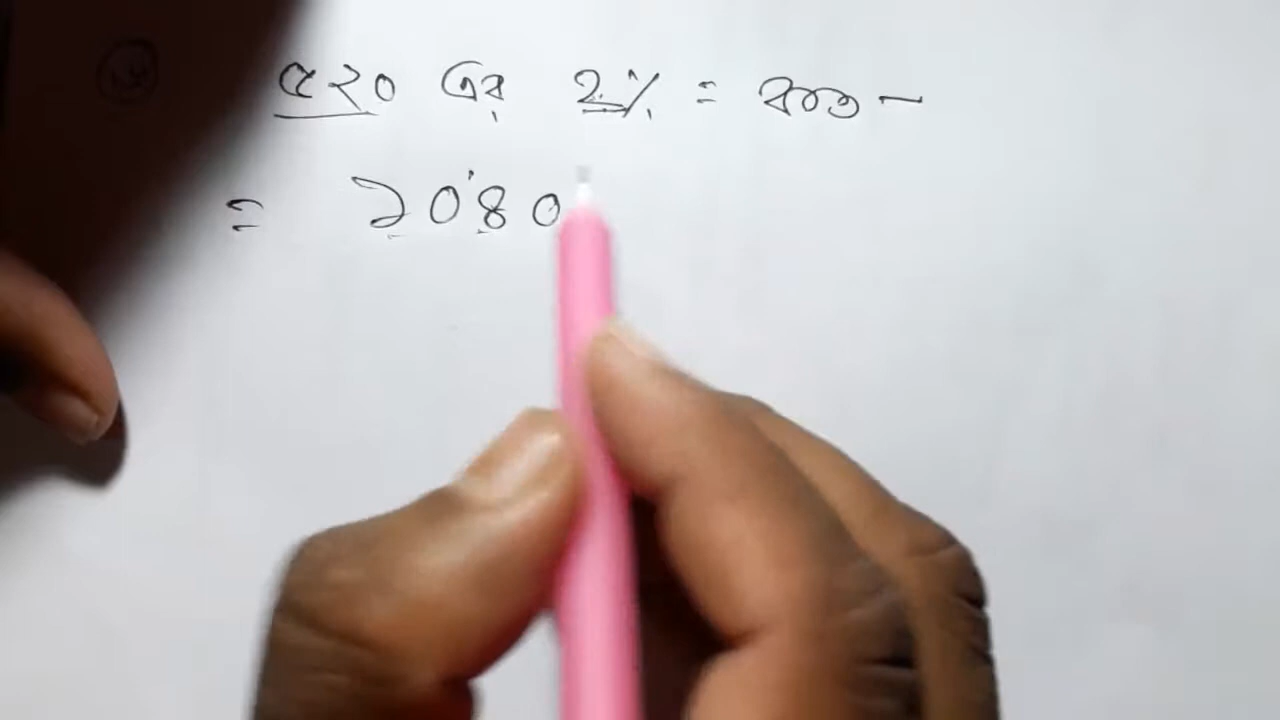 ৫২০ এর ২% = কত -
= ১০'৪০